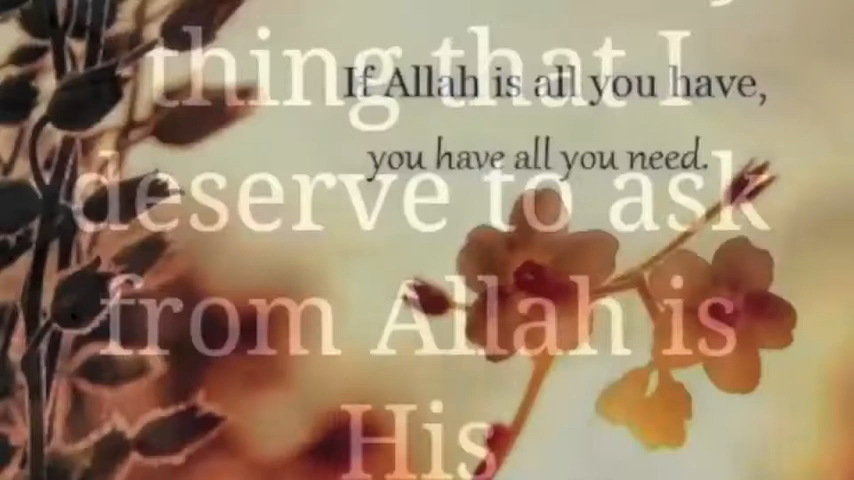 thing that I
If Allah is all you have,
you have all you need.
deserve to ask
from Allah is
His